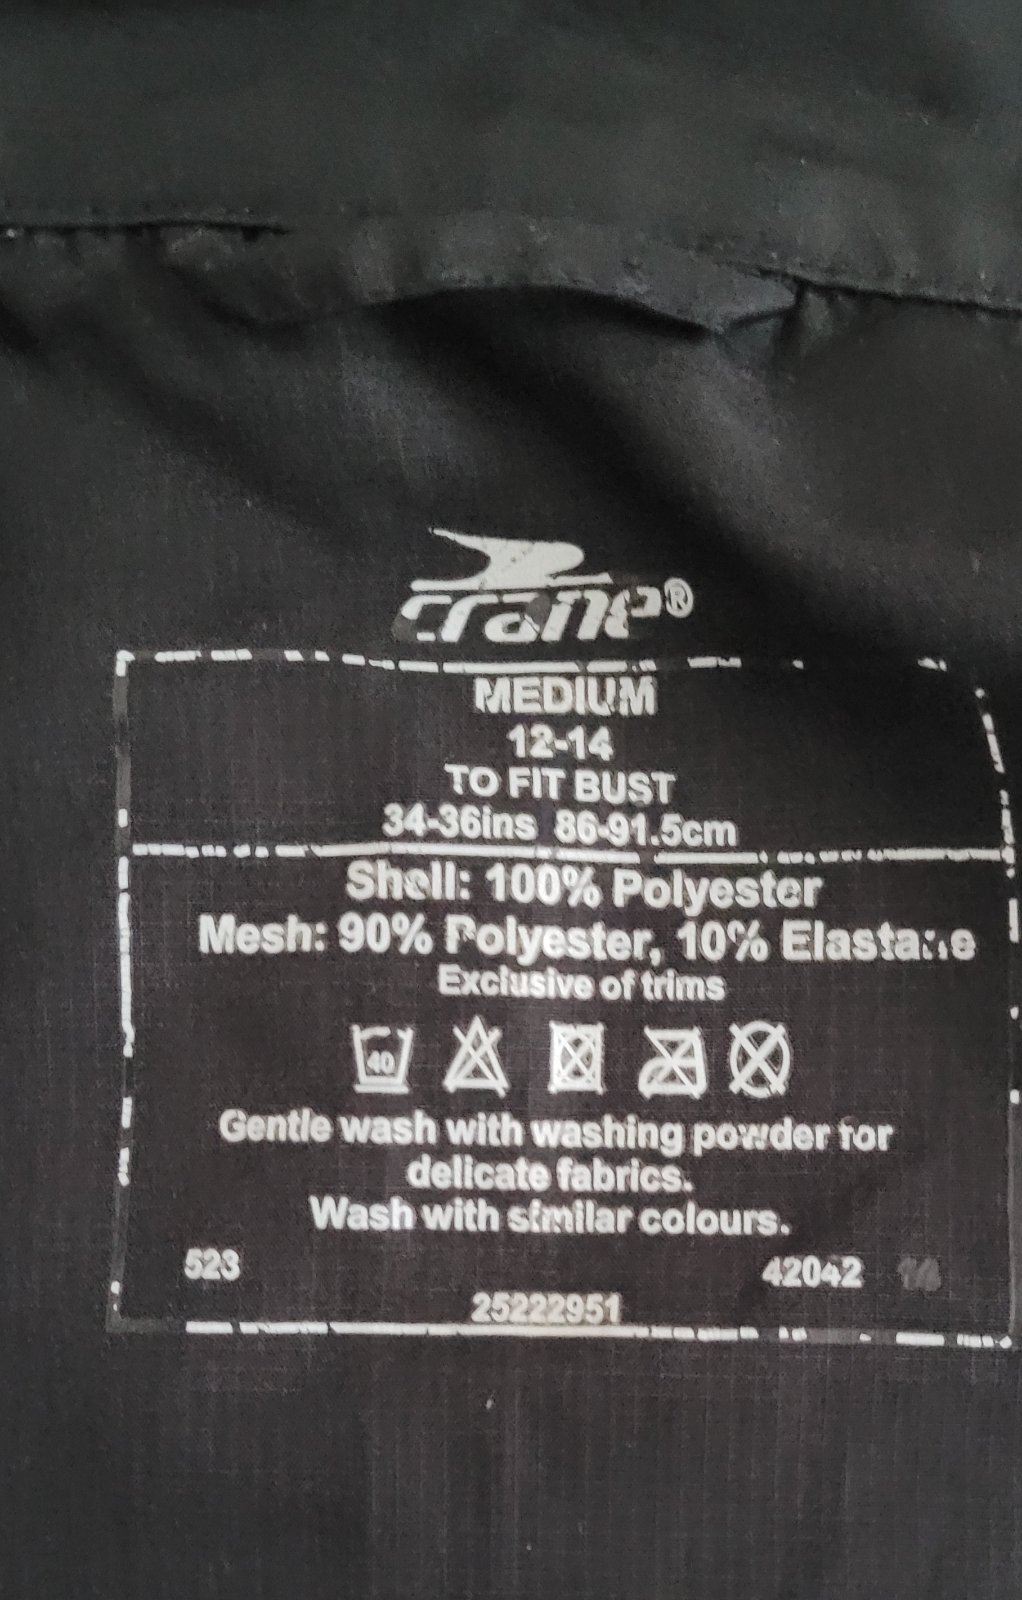 crane®
MEDIUM
12-14
TO FIT BUST
34-36ins 86-91.5cm
Shell: 100% Polyester
Mesh: 90% Polyester, 10% Elastane
Exclusive of trims
40
Gentle wash with washing powder for
delicate fabrics.
Wash with similar colours.
523 42042
25222951